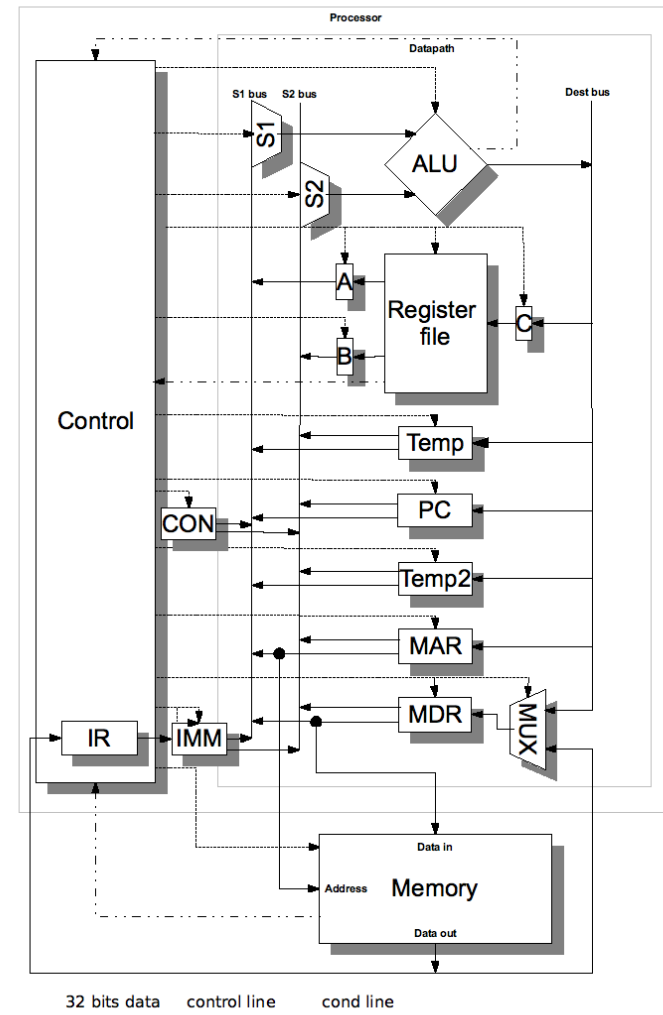 Processor
Datapath
S1 bus
S2 bus
Dest bus
S1
ALU
S2
A
Register
file
C
B
Control
Temp
PC
CON
Temp2
MAR
MDR
MUX
IR
IMM
Data in
Address
Memory
Data out
32 bits data control line cond line